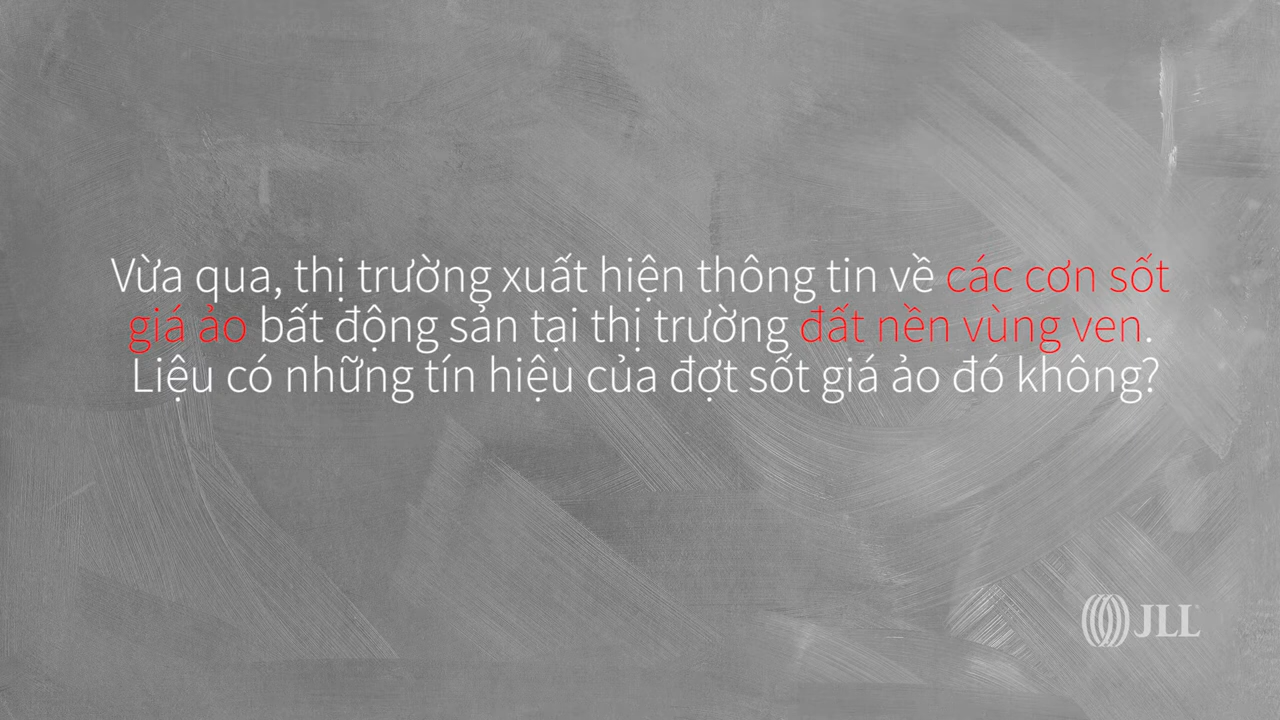 Vừa qua, thị trường xuất hiện thông tin về các cơn sốt
giá ảo bất động sản tại thị trường đất nền vùng ven.
Liệu có những tín hiệu của đợt sốt giá ảo đó không?
JLL